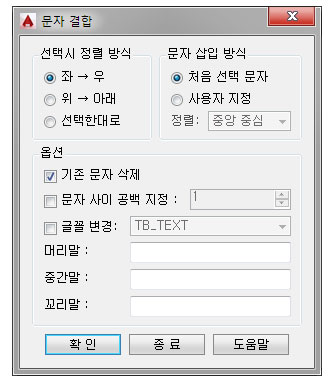 문자 결합
선택시 정렬 방식
좌 → 우
위 → 아래
선택한대로
문자 삽입 방식
처음 선택 문자
사용자 지정
정렬: 중앙 중심
옵션
기존 문자 삭제
문자 사이 공백 지정 : 1
글꼴 변경: TB_TEXT
머리말 :
중간말 :
꼬리말 :
확 인 종 료 도움말